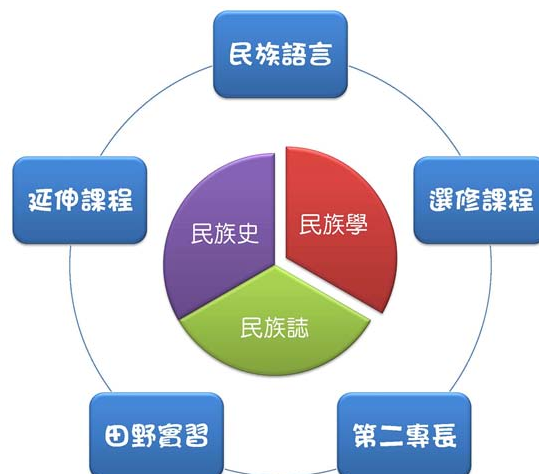 民族語言
延伸課程
選修課程
民族史
民族學
民族誌
田野實習
第二專長